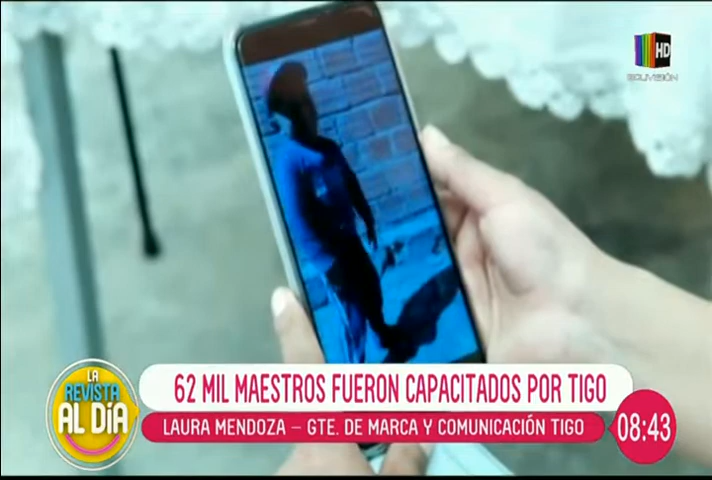 HD
BOLIVISIÓN
LA
REVISTA
AL DÍA
62 MIL MAESTROS FUERON CAPACITADOS POR TIGO
LAURA MENDOZA – GTE. DE MARCA Y COMUNICACIÓN TIGO
08:43